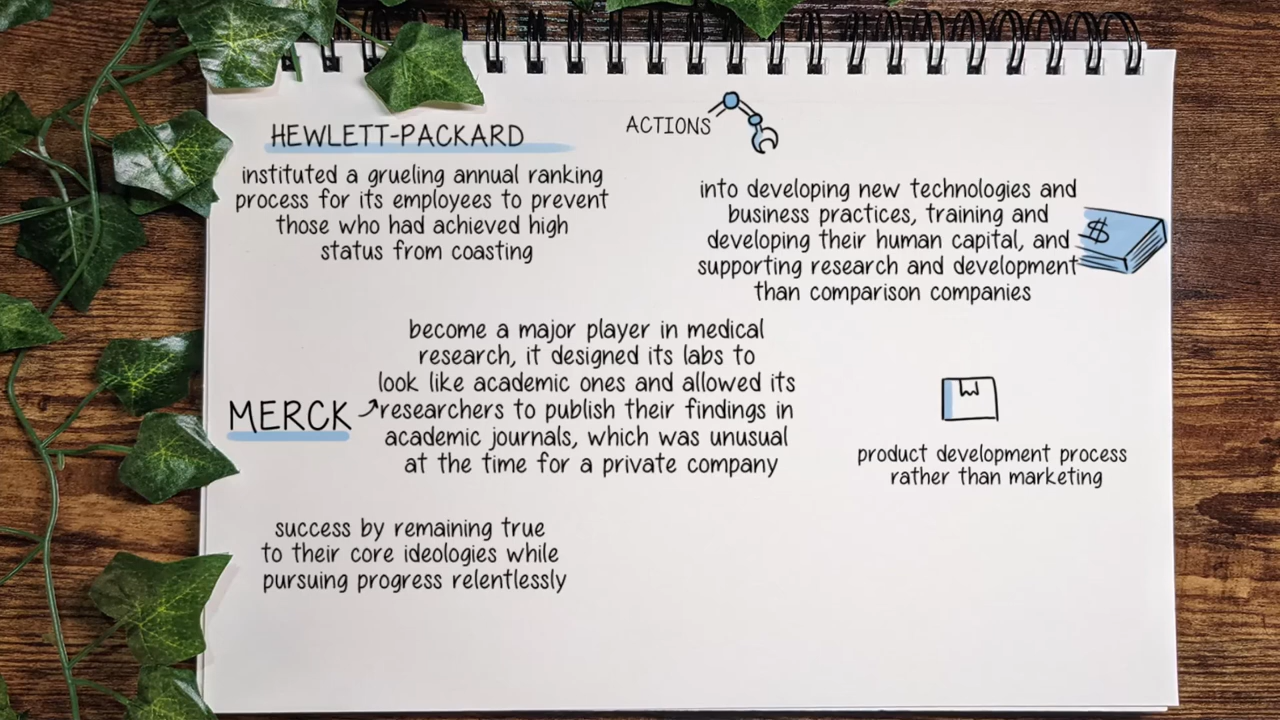 HEWLETT-PACKARD
instituted a grueling annual ranking
process for its employees to prevent
those who had achieved high
status from coasting
ACTIONS
into developing new technologies and
business practices, training and
developing their human capital, and
supporting research and development
than comparison companies
$
MERCK
become a major player in medical
research, it designed its labs to
look like academic ones and allowed its
researchers to publish their findings in
academic journals, which was unusual
at the time for a private company
product development process
rather than marketing
success by remaining true
to their core ideologies while
pursuing progress relentlessly